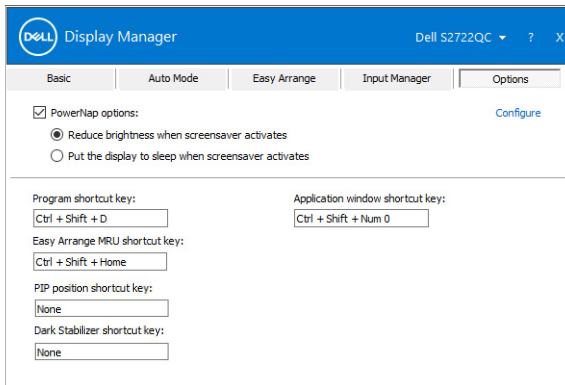 DELL Display Manager
Dell S2722QC ? X
Basic Auto Mode Easy Arrange Input Manager Options
PowerNap options: Configure
Reduce brightness when screensaver activates
Put the display to sleep when screensaver activates
Program shortcut key: Application window shortcut key:
Ctrl + Shift + D Ctrl + Shift + Num 0
Easy Arrange MRU shortcut key:
Ctrl + Shift + Home
PIP position shortcut key:
None
Dark Stabilizer shortcut key:
None